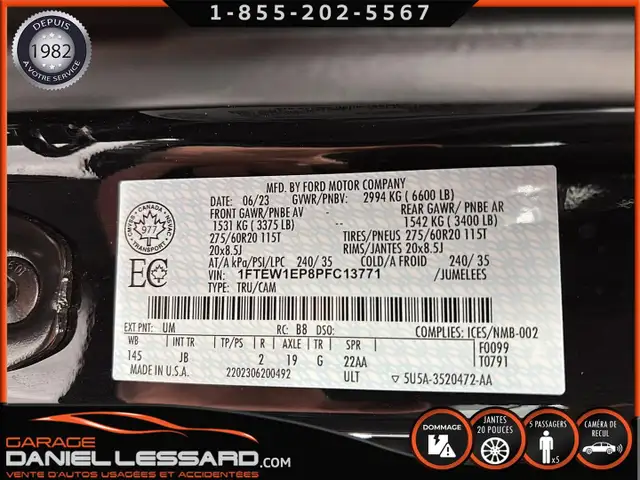 1-855-202-5567
DEPUIS
1982
À VOTRE SERVICE
MFD. BY FORD MOTOR COMPANY
DATE: 06/23 GVWR/PNBV: 2994 KG ( 6600 LB)
FRONT GAWR/PNBE AV REAR GAWR/ PNBE AR
1531 KG ( 3375 LB) -- 1542 KG ( 3400 LB)
275/60R20 115T TIRES/PNEUS 275/60R20 115T
20x8.5J RIMS/JANTES 20x8.5J
AT/ A kPa/PSI/LPC 240/ 35 COLD/A FROID 240/ 35
VIN: 1FTEW1EP8PFC13771 /JUMELEES
TYPE: TRU/CAM
CANADA
977
TRANSPORT
EC
EXT PNT: UM RC: B8 DSO: COMPLIES: ICES/NMB-002
WB TP/PS R AXLE TR SPR F0099
145 JB 2 19 G 22AA T0791
MADE IN U.S.A. 2202306200492 ULT ▽ 5U5A-3520472-AA
GARAGE
DANIEL LESSARD.COM
VENTE D'AUTOS USAGÉES ET ACCIDENTÉES
DOMMAGE
JANTES
20 POUCES
5 PASSAGERS
x5
CAMÉRA DE
RECUL